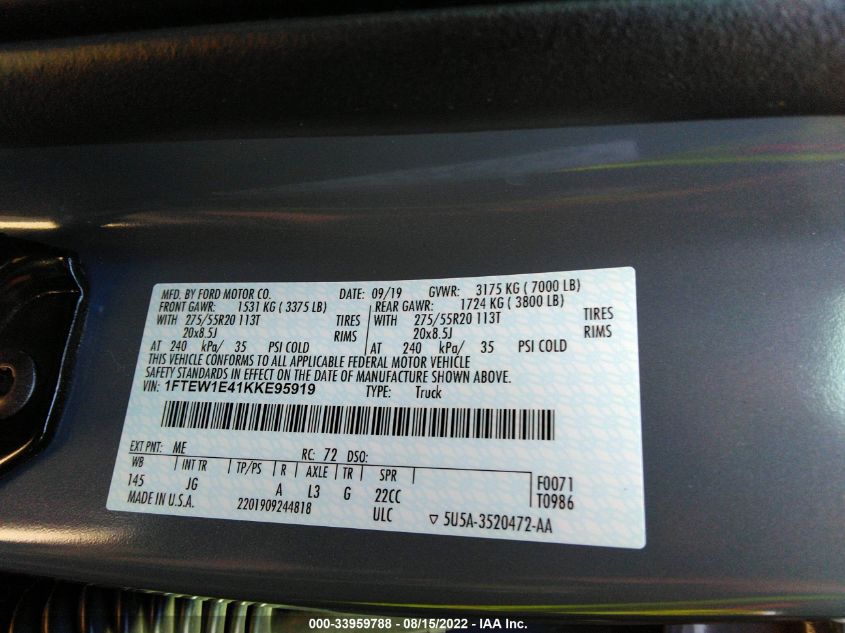 MFD. BY FORD MOTOR CO. DATE: 09/19 GVWR: 3175 KG ( 7000 LB)
FRONT GAWR: 1531 KG ( 3375 LB) REAR GAWR: 1724 KG ( 3800 LB)
WITH 275/55R20 113T TIRES WITH 275/55R20 113T TIRES
20x8.5J RIMS 20x8.5J RIMS
AT 240 kPa/ 35 PSI COLD AT 240 kPa/ 35 PSI COLD
THIS VEHICLE CONFORMS TO ALL APPLICABLE FEDERAL MOTOR VEHICLE
SAFETY STANDARDS IN EFFECT ON THE DATE OF MANUFACTURE SHOWN ABOVE.
VIN: 1FTEW1E41KKE95919 TYPE: Truck
EXT PNT: ME RC: 72 DSO:
WB INT TR TP/PS R AXLE TR SPR F0071
145 JG A L3 G 22CC T0986
MADE IN U.S.A. 2201909244818 ULC ▽ 5U5A-3520472-AA
000-33959788 - 08/15/2022 - IAA Inc.